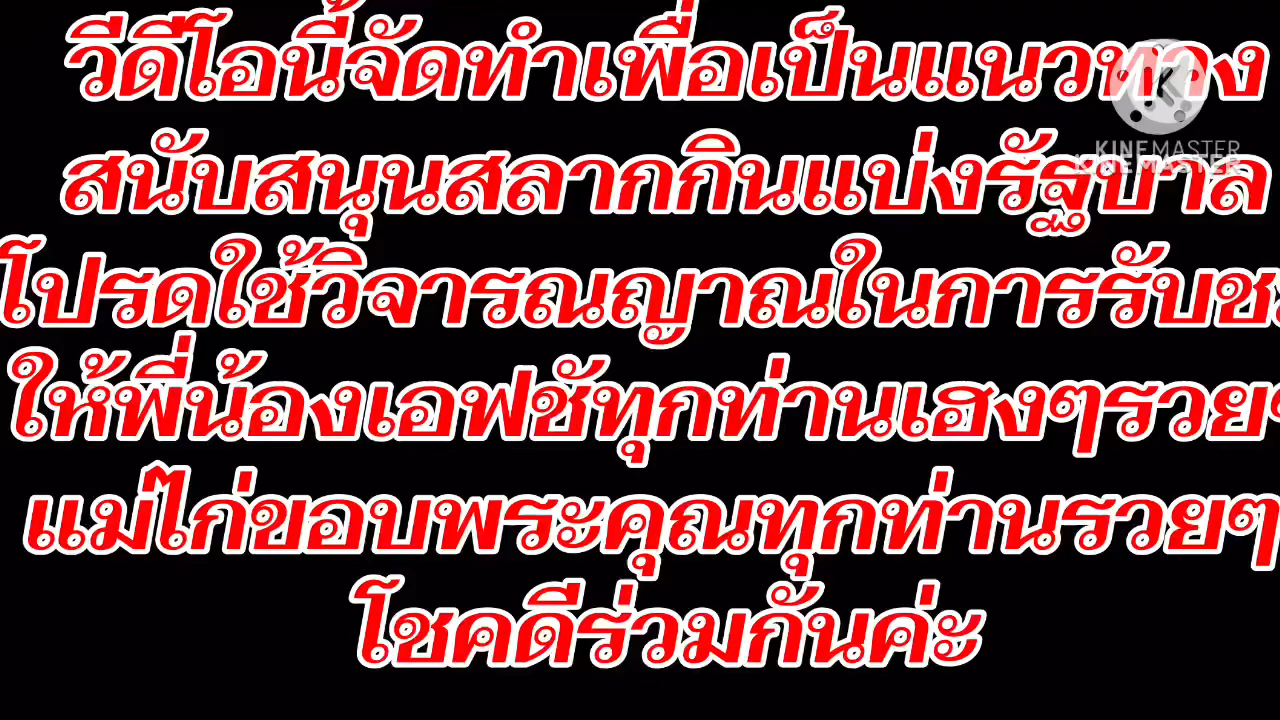 วีดีโอนี้จัดทำเพื่อเป็นแนวทาง
KINEMASTER
KINEMASTER
สนับสนุนสลากกินแบ่งรัฐบาล
โปรดใช้วิจารณญาณในการรับ
ให้พี่น้องเอฟซัทุกท่านเฮงๆรวย
แม่ไก่ขอบพระคุณทุกท่านรวยๆ
โชคดีร่วมกันค่ะ